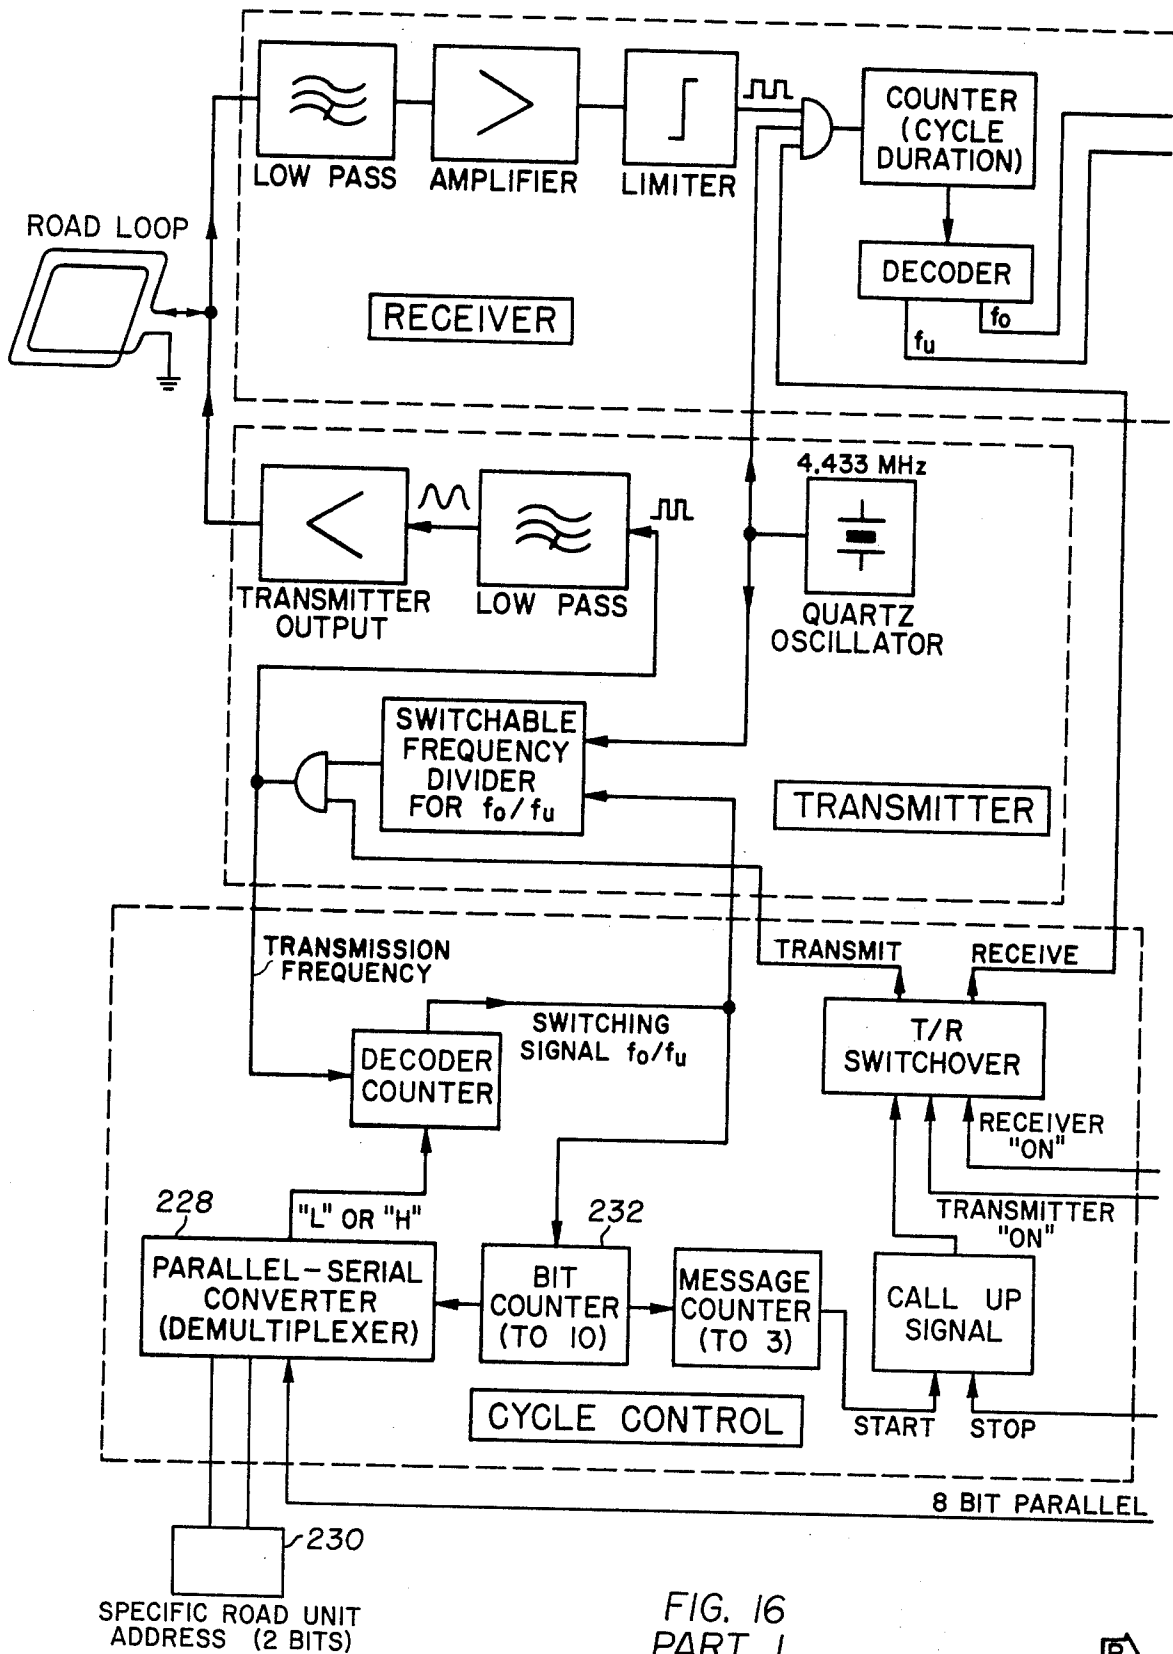 COUNTER
(CYCLE
DURATION)
LOW PASS
AMPLIFIER
LIMITER
ROAD LOOP
DECODER
RECEIVER
fo
fu
4.433 MHz
TRANSMITTER
OUTPUT
LOW PASS
QUARTZ
OSCILLATOR
SWITCHABLE
FREQUENCY
DIVIDER
FOR fo/fu
TRANSMITTER
TRANSMISSION
FREQUENCY
TRANSMIT
RECEIVE
SWITCHING
SIGNAL fo/fu
T/R
SWITCHOVER
DECODER
COUNTER
RECEIVER
"ON"
"L" OR "H"
TRANSMITTER
"ON"
228
232
PARALLEL-SERIAL
CONVERTER
(DEMULTIPLEXER)
BIT
COUNTER
(TO 10)
MESSAGE
COUNTER
(TO 3)
CALL UP
SIGNAL
CYCLE CONTROL
START
STOP
8 BIT PARALLEL
230
SPECIFIC ROAD UNIT
ADDRESS (2 BITS)
FIG. 16
PART 1